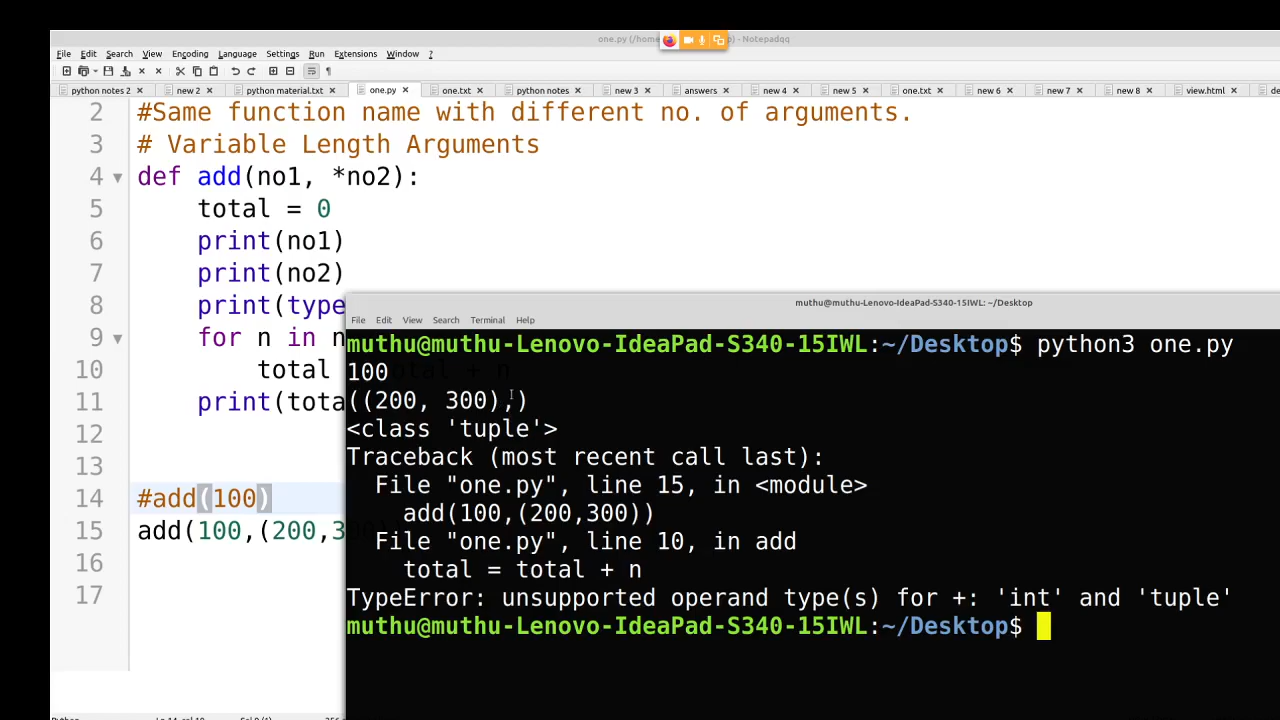 one.py (/home p) - Notepadqq
File Edit Search View Encoding Language Settings Run Extensions Window ?
python notes 2 new 2 python material.txt one.py one.txt python notes new 3 answers new 4 new 5 one.txt new 6 new 7 new 8 view.html
2 #Same function name with different no. of arguments.
3 # Variable Length Arguments
4 def add(no1, *no2):
5 total = 0
6 print(no1)
7 print(no2)
8 print(type
9 for n in n
10 total = total + n
11 print(tota
12
13
14 #add(100)
15 add(100,(200,300))
16
17
muthu@muthu-Lenovo-IdeaPad-S340-15IWL: ~/Desktop
File Edit View Search Terminal Help
muthu@muthu-Lenovo-IdeaPad-S340-15IWL:~/Desktop$ python3 one.py
100
((200, 300),)
<class 'tuple'>
Traceback (most recent call last):
File "one.py", line 15, in <module>
add(100,(200,300))
File "one.py", line 10, in add
total = total + n
TypeError: unsupported operand type(s) for +: 'int' and 'tuple'
muthu@muthu-Lenovo-IdeaPad-S340-15IWL:~/Desktop$